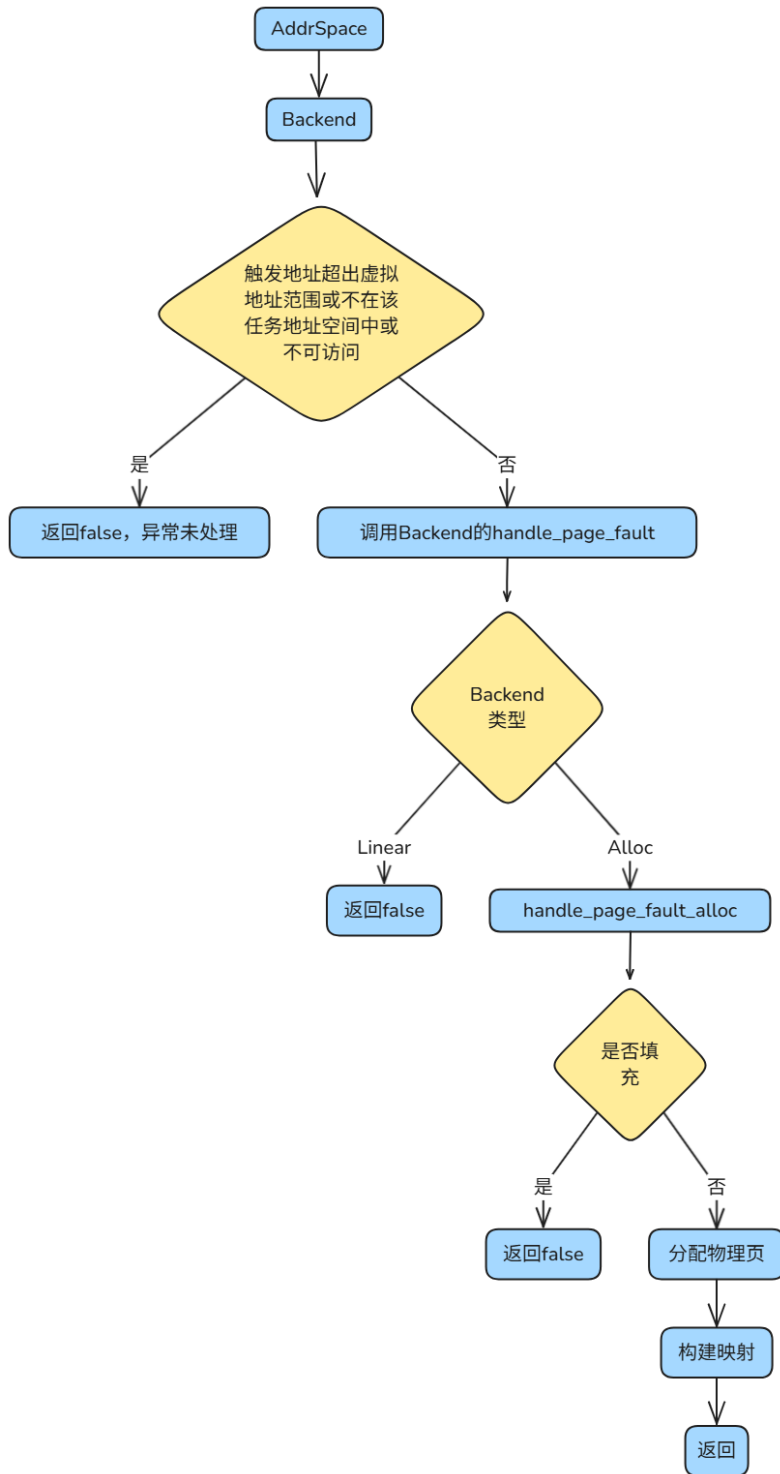 AddrSpace
Backend
触发地址超出虚拟
地址范围或不在该
任务地址空间中或
不可访问
是
否
返回false，异常未处理
调用Backend的handle_page_fault
Backend
类型
Linear
Alloc
返回false
handle_page_fault_alloc
是否填
充
是
否
返回false
分配物理页
构建映射
返回